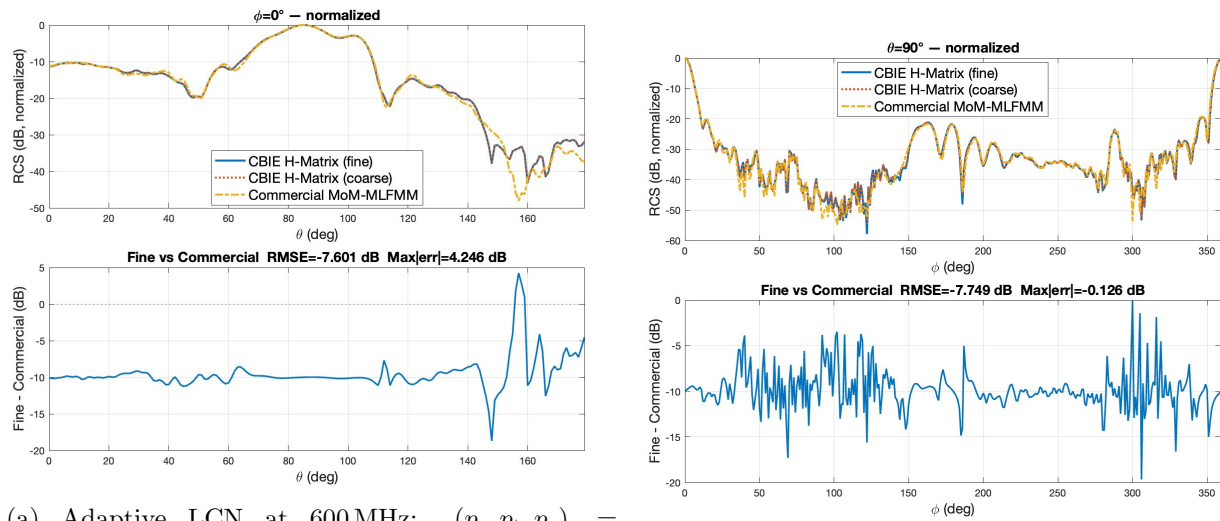 ϕ=0° — normalized
0
-10
-20
-30
-40
-50
RCS (dB, normalized)
CBIE H-Matrix (fine)
CBIE H-Matrix (coarse)
Commercial MoM-MLFMM
0 20 40 60 80 100 120 140 160
θ (deg)
Fine vs Commercial RMSE=-7.601 dB Max|err|=4.246 dB
5
0
-5
-10
-15
-20
Fine - Commercial (dB)
0 20 40 60 80 100 120 140 160
θ (deg)
θ=90° — normalized
0
-10
-20
-30
-40
-50
-60
RCS (dB, normalized)
CBIE H-Matrix (fine)
CBIE H-Matrix (coarse)
Commercial MoM-MLFMM
0 50 100 150 200 250 300 350
ϕ (deg)
Fine vs Commercial RMSE=-7.749 dB Max|err|=-0.126 dB
0
-5
-10
-15
-20
Fine - Commercial (dB)
0 50 100 150 200 250 300 350
ϕ (deg)
(a) Adaptive LCN at 600 MHz: